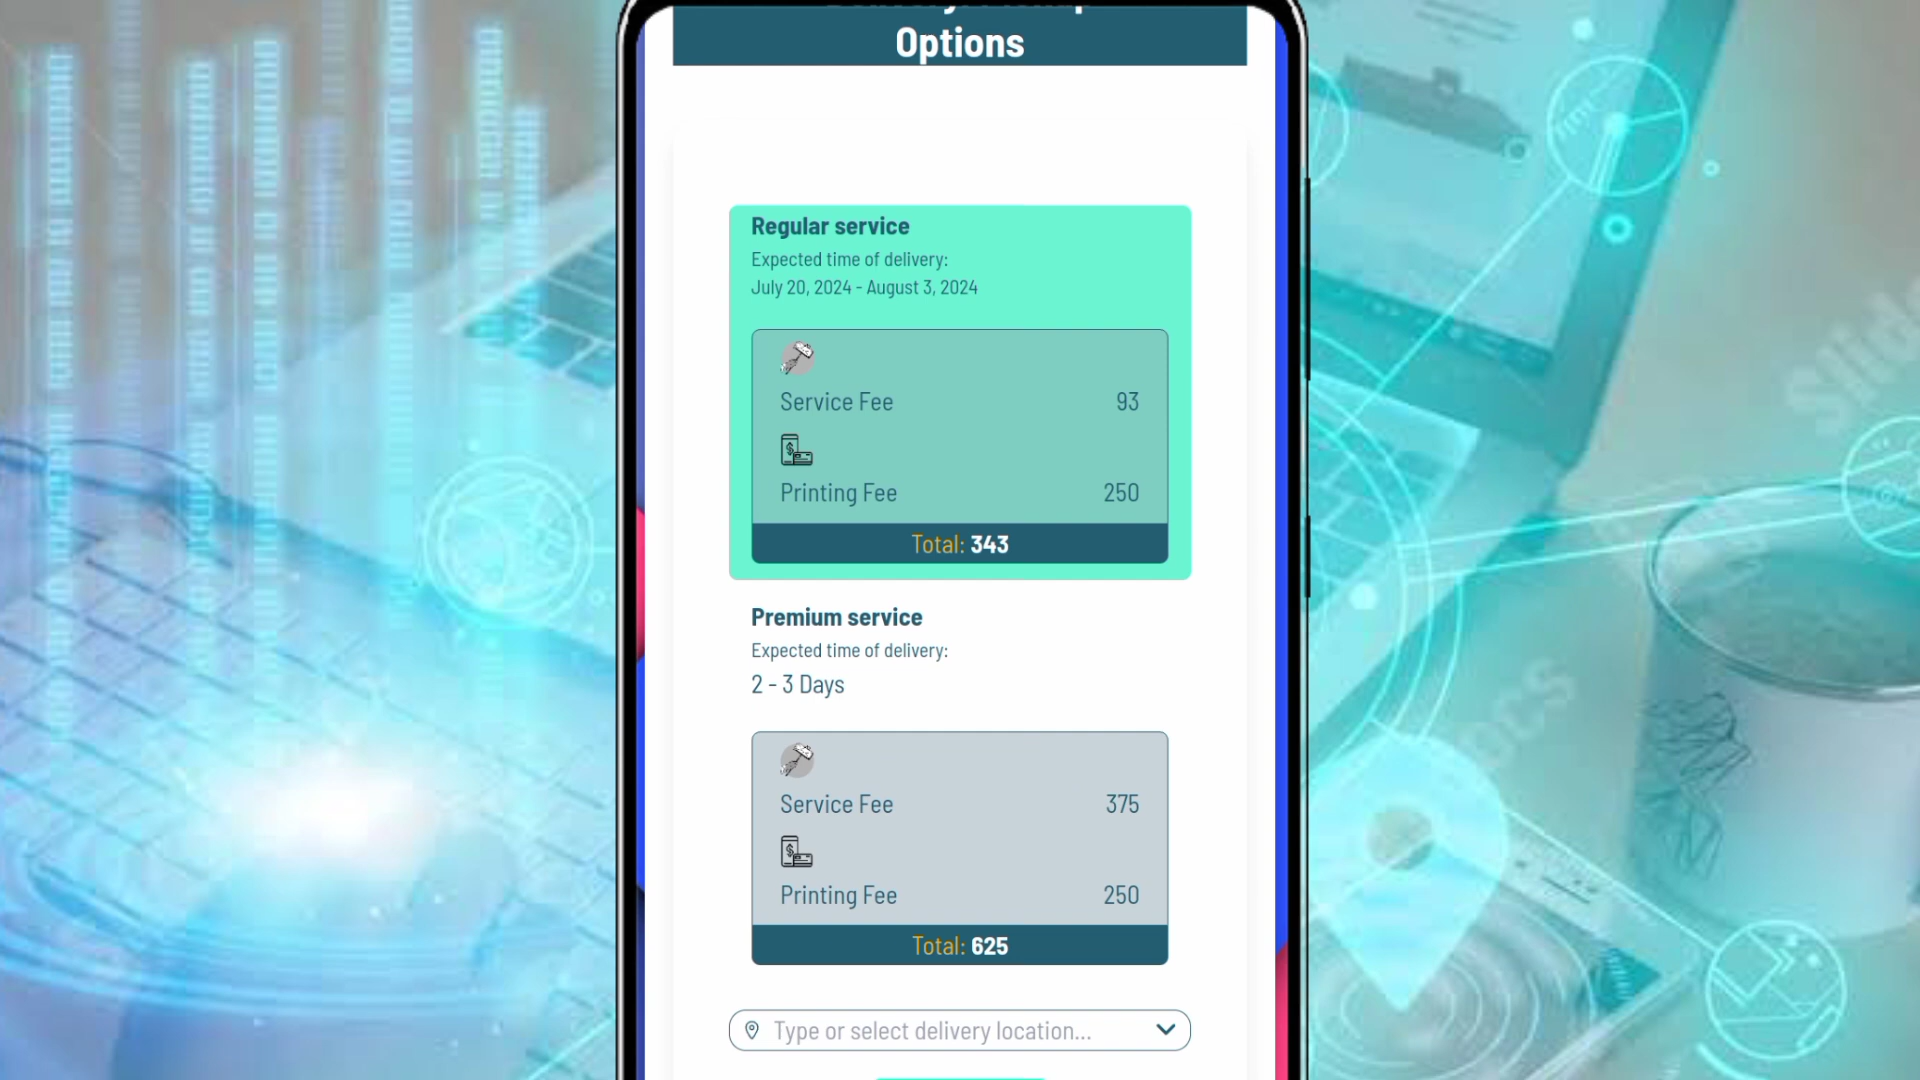 Options
Regular service
Expected time of delivery:
July 20, 2024 - August 3, 2024
Service Fee 93
Printing Fee 250
Total: 343
Premium service
Expected time of delivery:
2 - 3 Days
Service Fee 375
Printing Fee 250
Total: 625
Type or select delivery location...